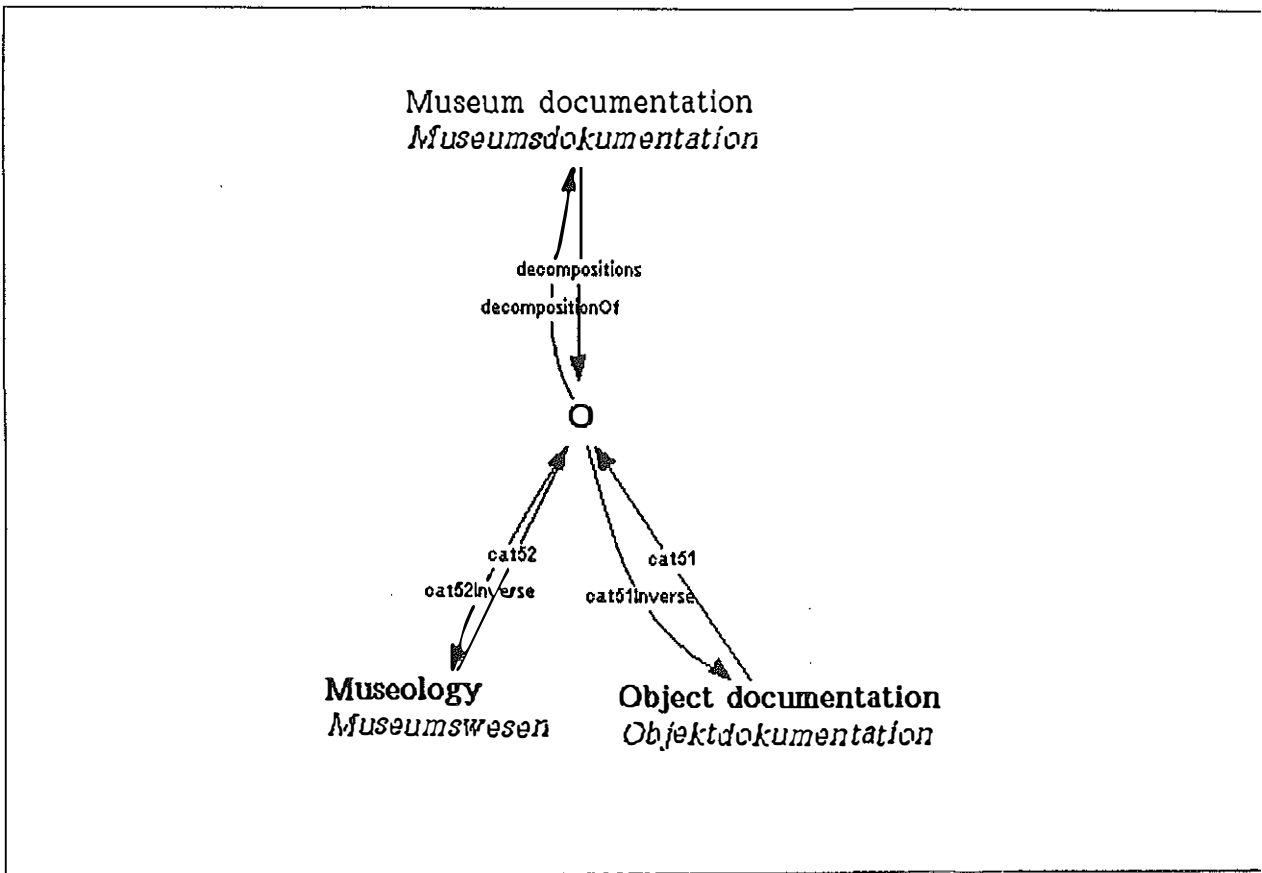 Museum documentation
Museumsdokumentation
decompositions
decompositionOf
O
cat52
cat51
cat52Inverse
cat51Inverse
Museology
Museumswesen
Object documentation
Objektdokumentation